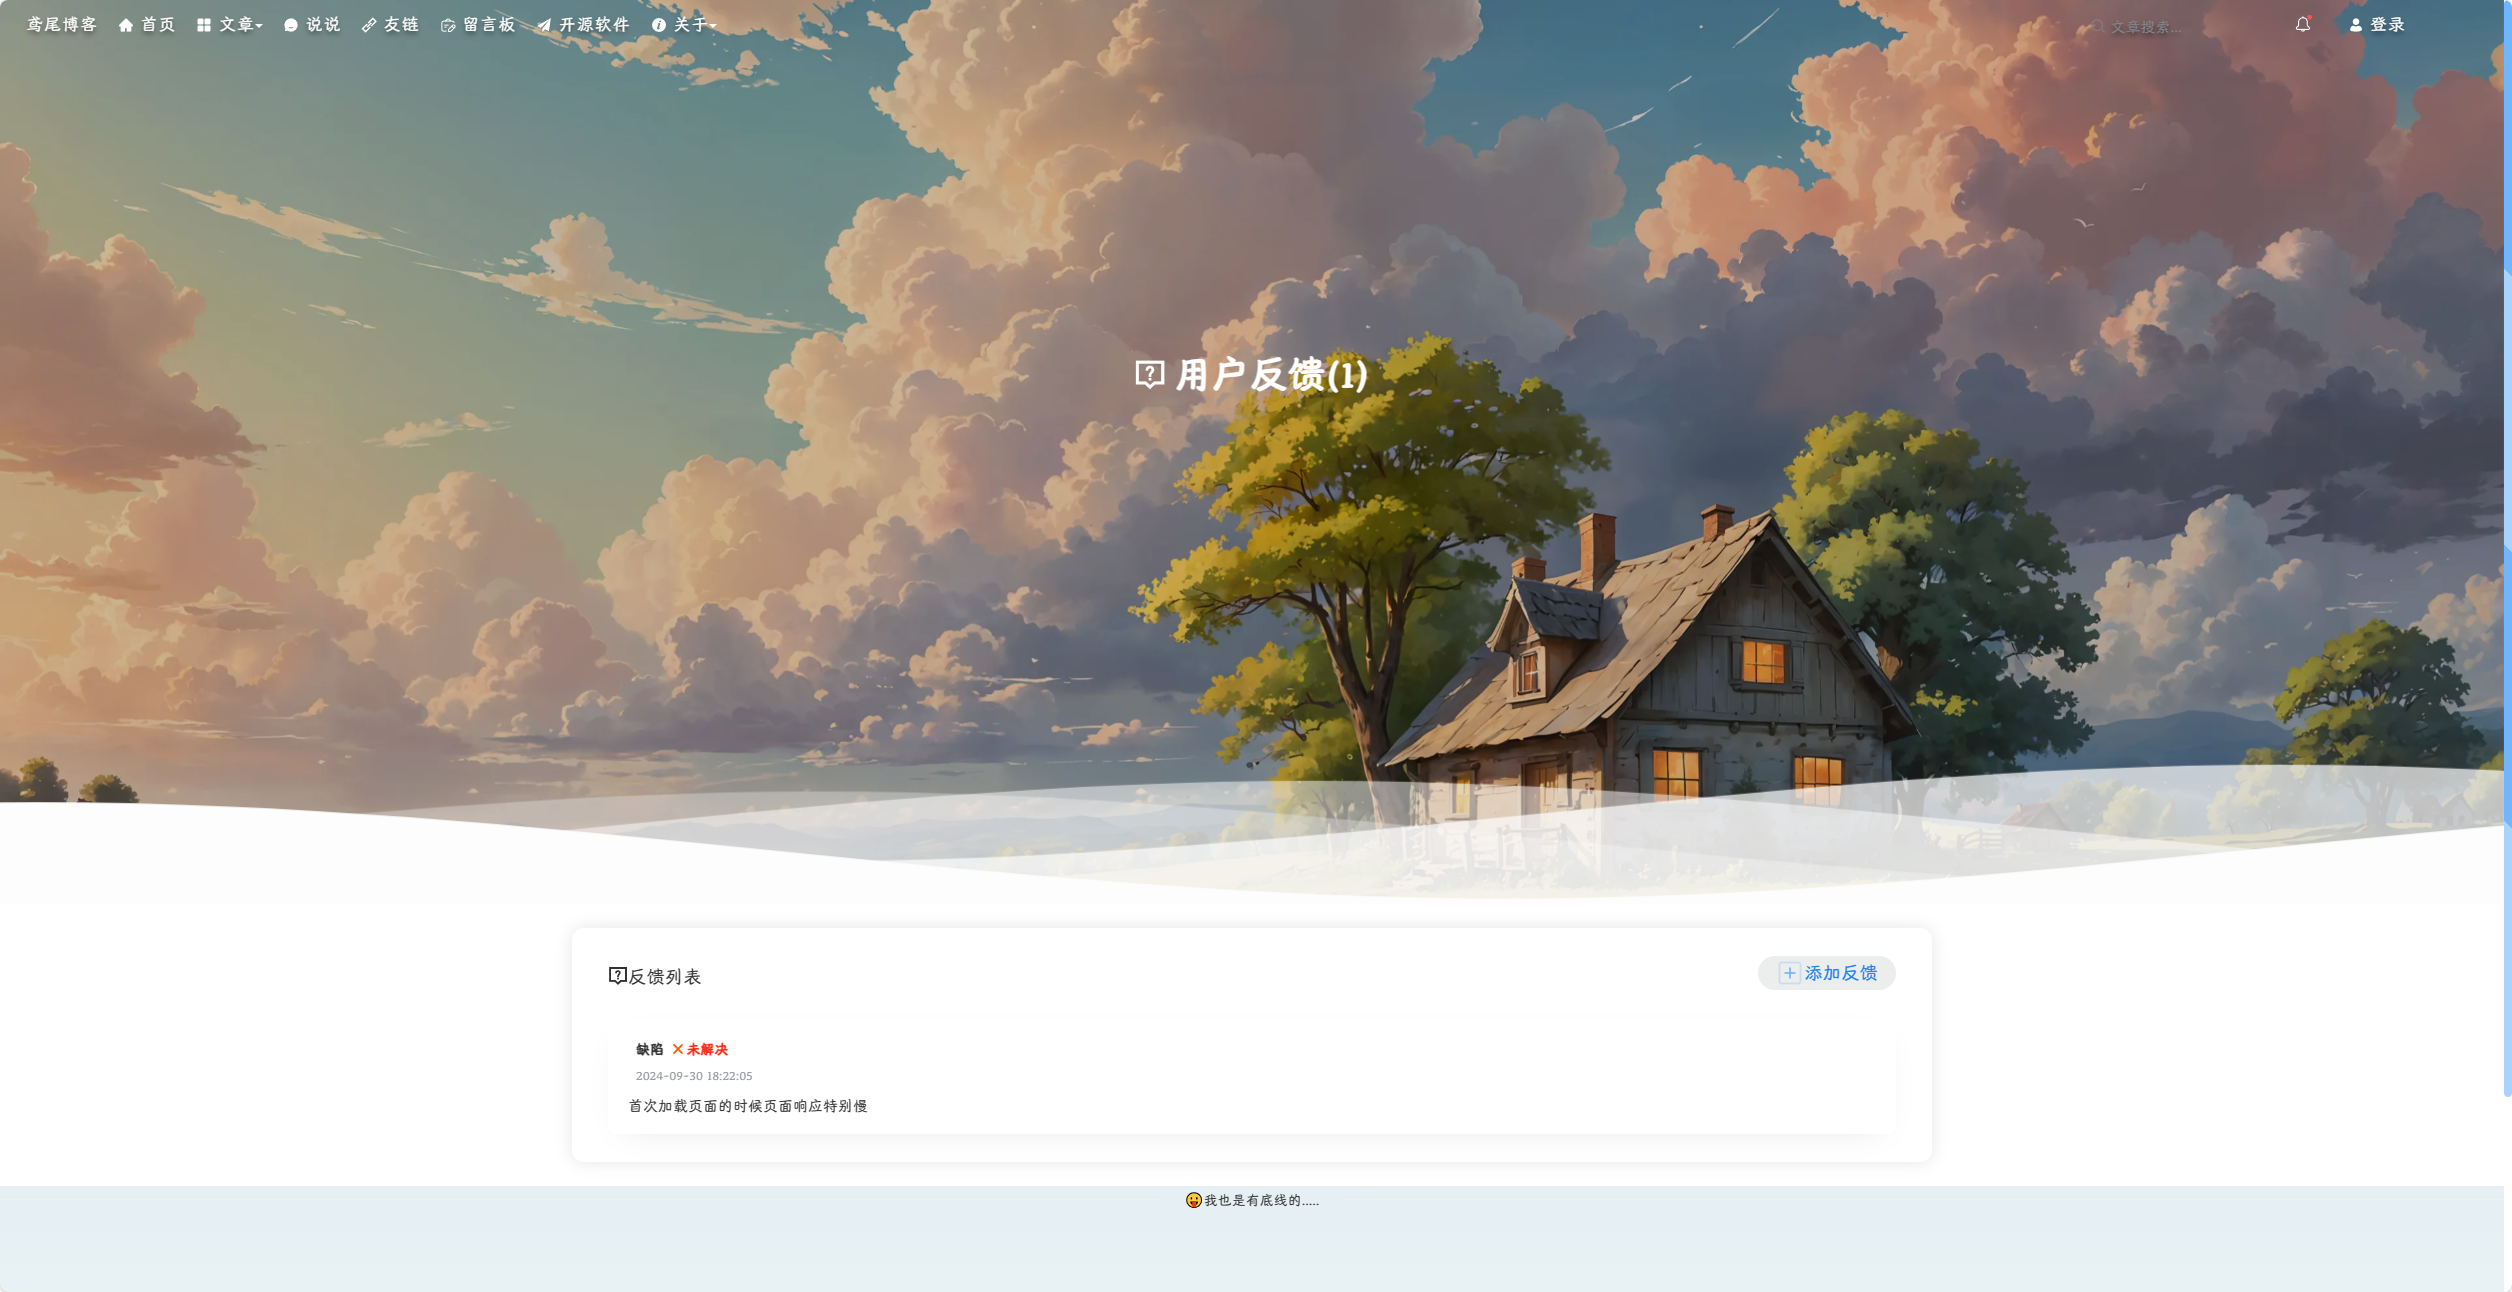 鸢尾博客 首页 文章 说说 友链 留言板 开源软件 关于 文章搜索... 登录
用户反馈(1)
反馈列表
添加反馈
缺陷 未解决
2024-09-30 18:22:05
首次加载页面的时候页面响应特别慢
我也是有底线的.....